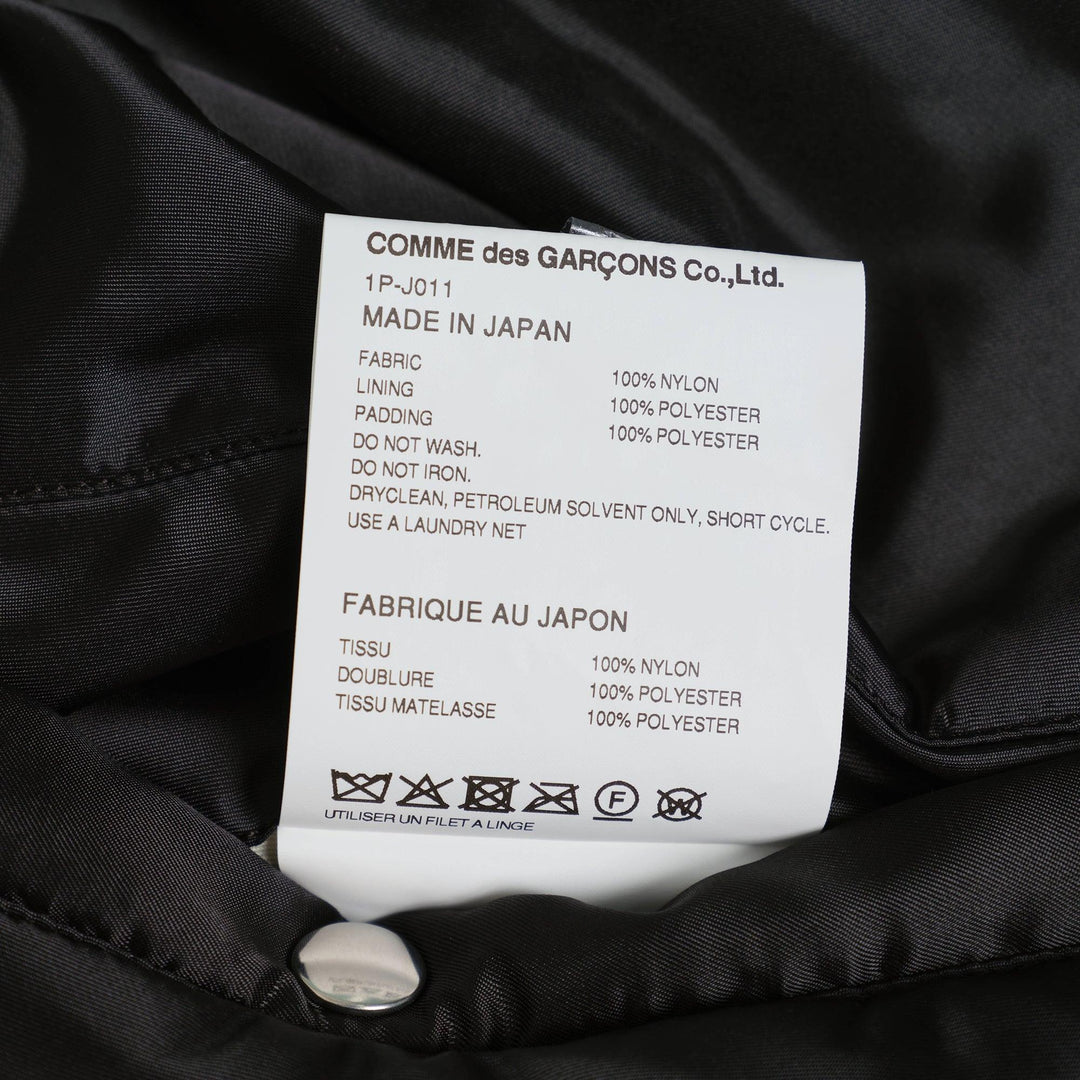 COMME des GARÇONS Co.,Ltd.
1P-J011
MADE IN JAPAN
FABRIC 100% NYLON
LINING 100% POLYESTER
PADDING 100% POLYESTER
DO NOT WASH.
DO NOT IRON.
DRYCLEAN, PETROLEUM SOLVENT ONLY, SHORT CYCLE.
USE A LAUNDRY NET
FABRIQUE AU JAPON
TISSU 100% NYLON
DOUBLURE 100% POLYESTER
TISSU MATELASSE 100% POLYESTER
F W
UTILISER UN FILET A LINGE